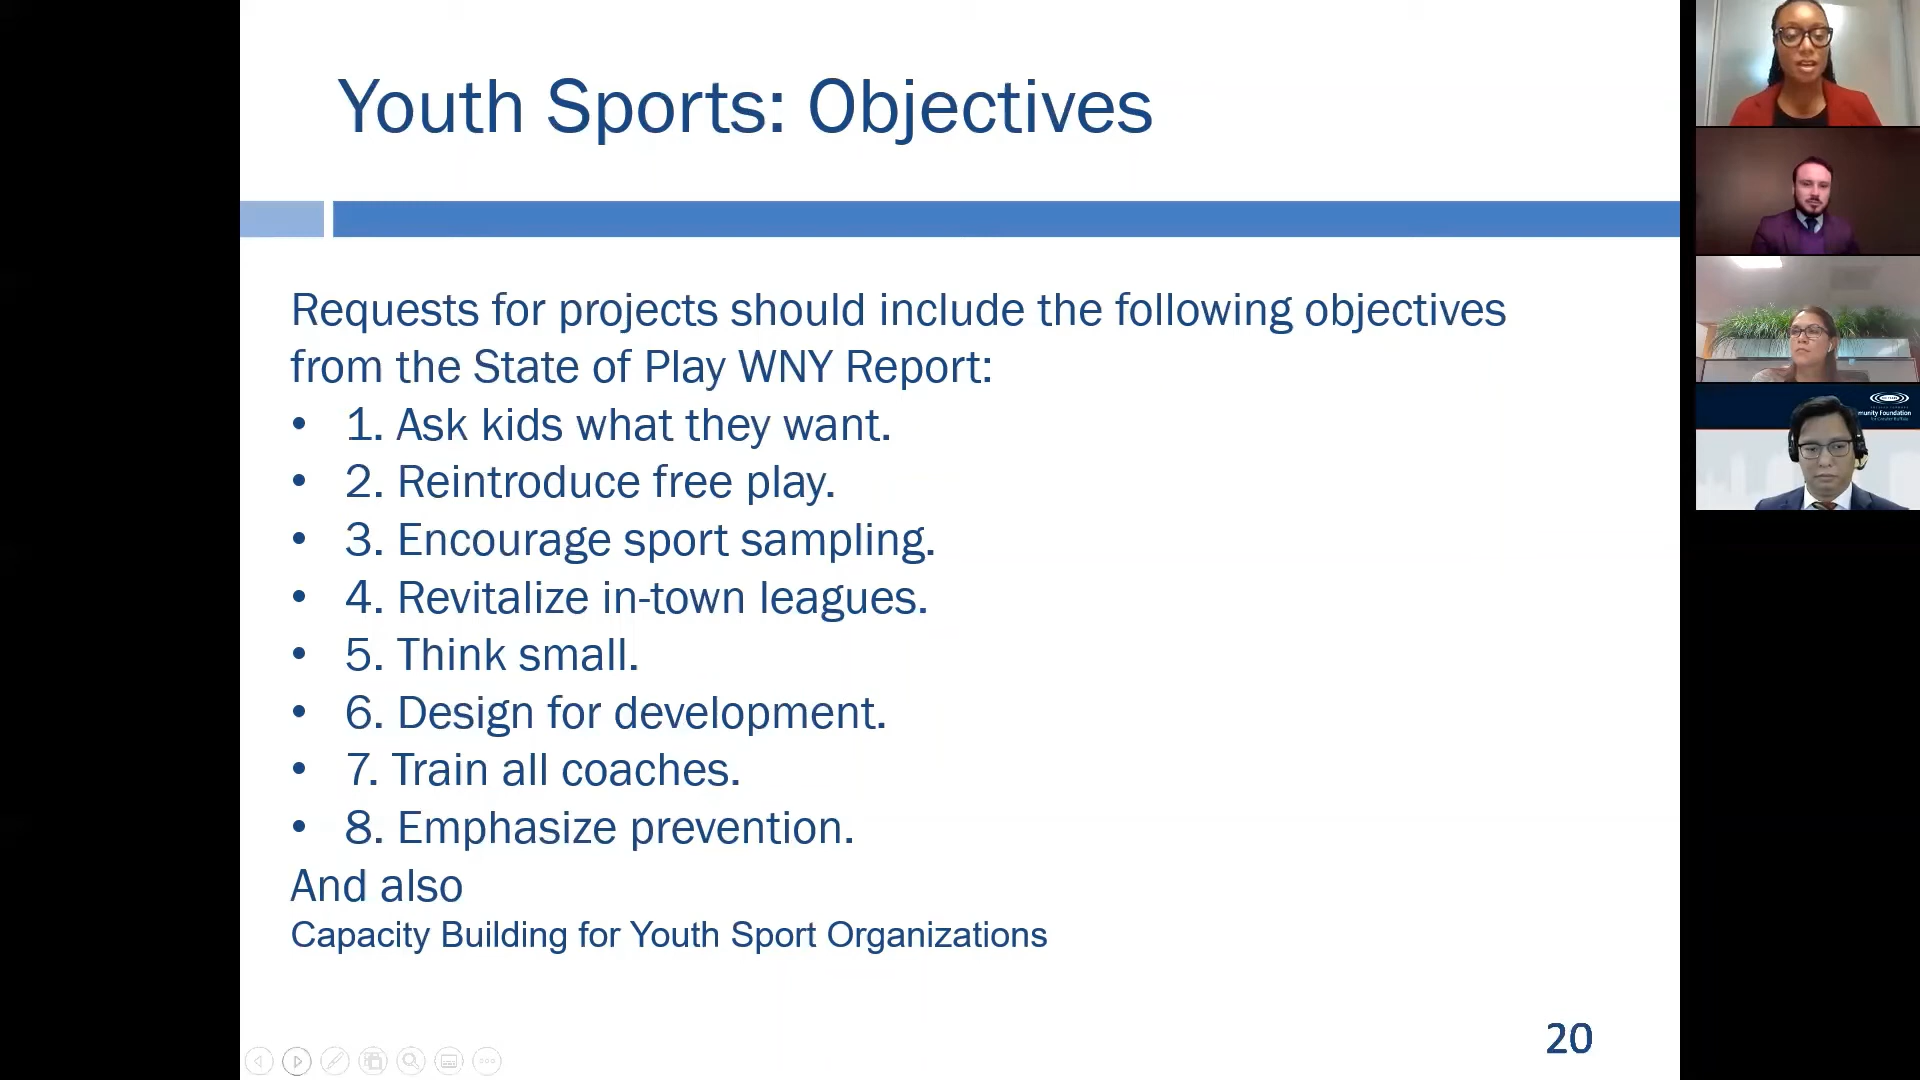 Youth Sports: Objectives
Requests for projects should include the following objectives
from the State of Play WNY Report:
• 1. Ask kids what they want.
• 2. Reintroduce free play.
• 3. Encourage sport sampling.
• 4. Revitalize in-town leagues.
• 5. Think small.
• 6. Design for development.
• 7. Train all coaches.
• 8. Emphasize prevention.
And also
Capacity Building for Youth Sport Organizations
20
munity Foundation